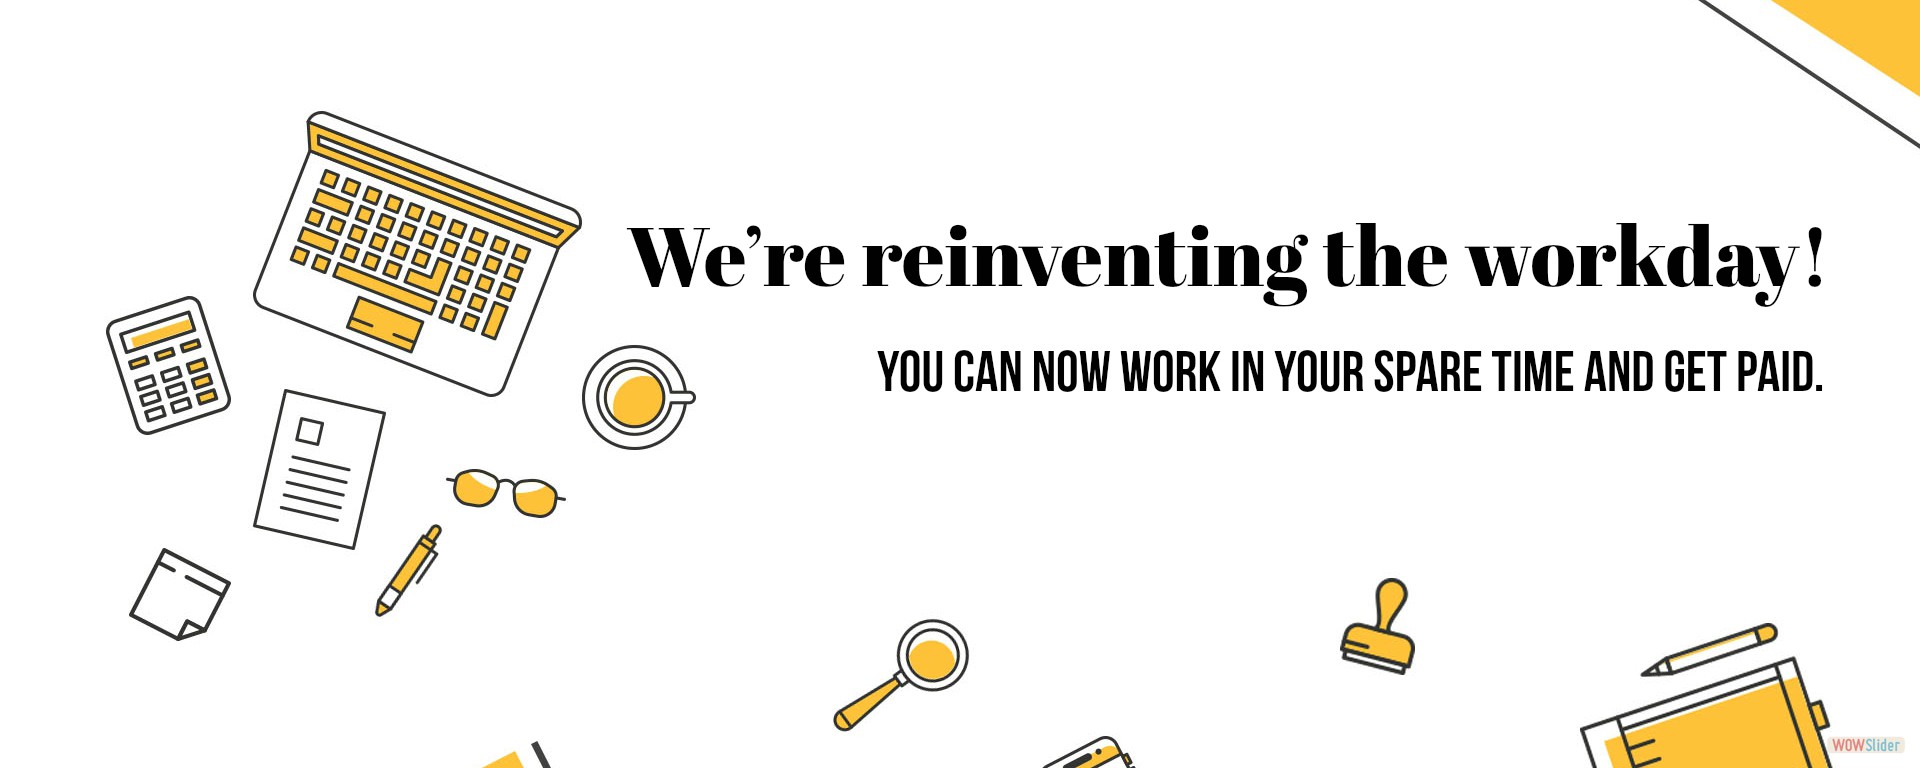 We’re reinventing the workday!
YOU CAN NOW WORK IN YOUR SPARE TIME AND GET PAID.
WOWSlider